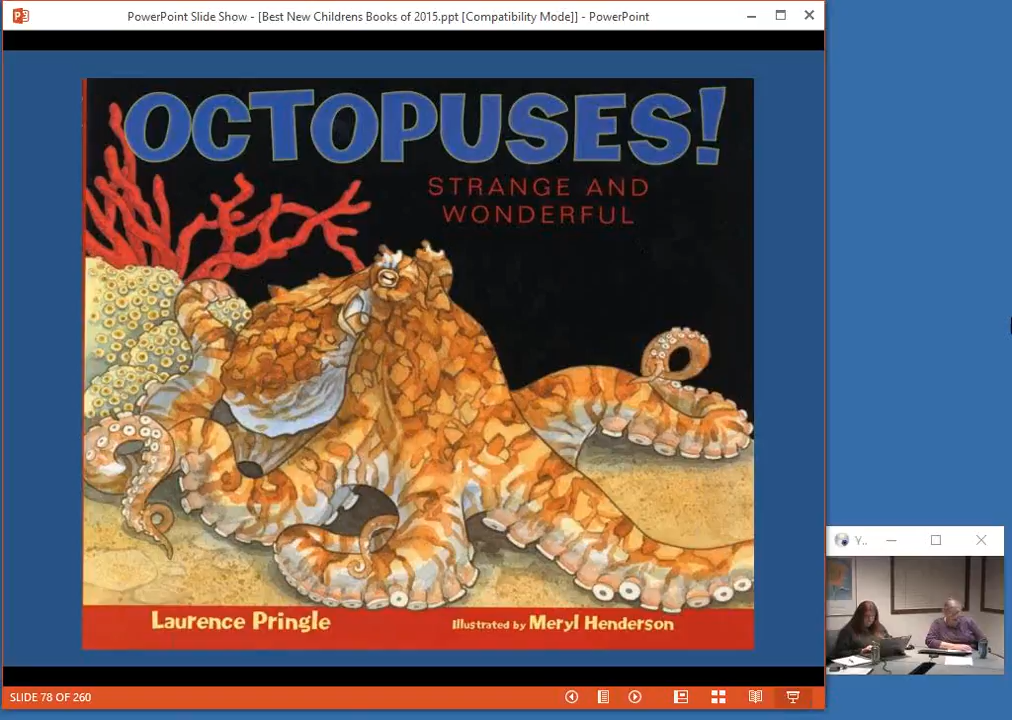 PowerPoint Slide Show - [Best New Childrens Books of 2015.ppt [Compatibility Mode]] - PowerPoint
OCTOPUSES!
STRANGE AND
WONDERFUL
Y..
Laurence Pringle
Illustrated by Meryl Henderson
SLIDE 78 OF 260